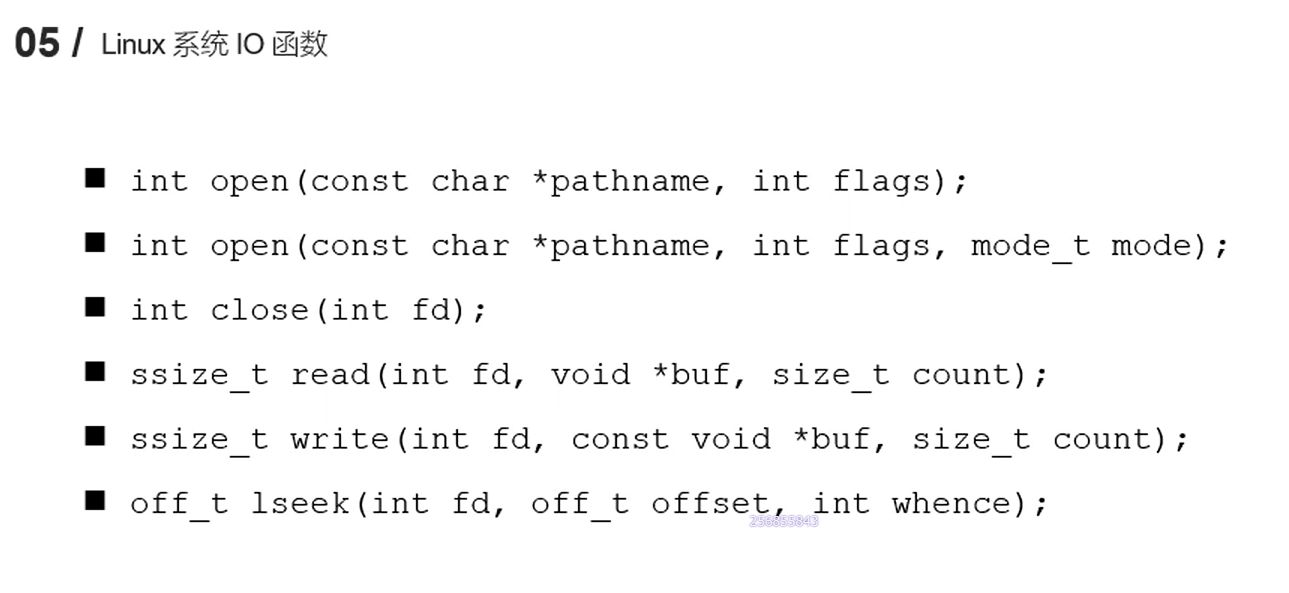 05 / Linux 系统 IO 函数
■ int open(const char *pathname, int flags);
■ int open(const char *pathname, int flags, mode_t mode);
■ int close(int fd);
■ ssize_t read(int fd, void *buf, size_t count);
■ ssize_t write(int fd, const void *buf, size_t count);
■ off_t lseek(int fd, off_t offset, int whence);